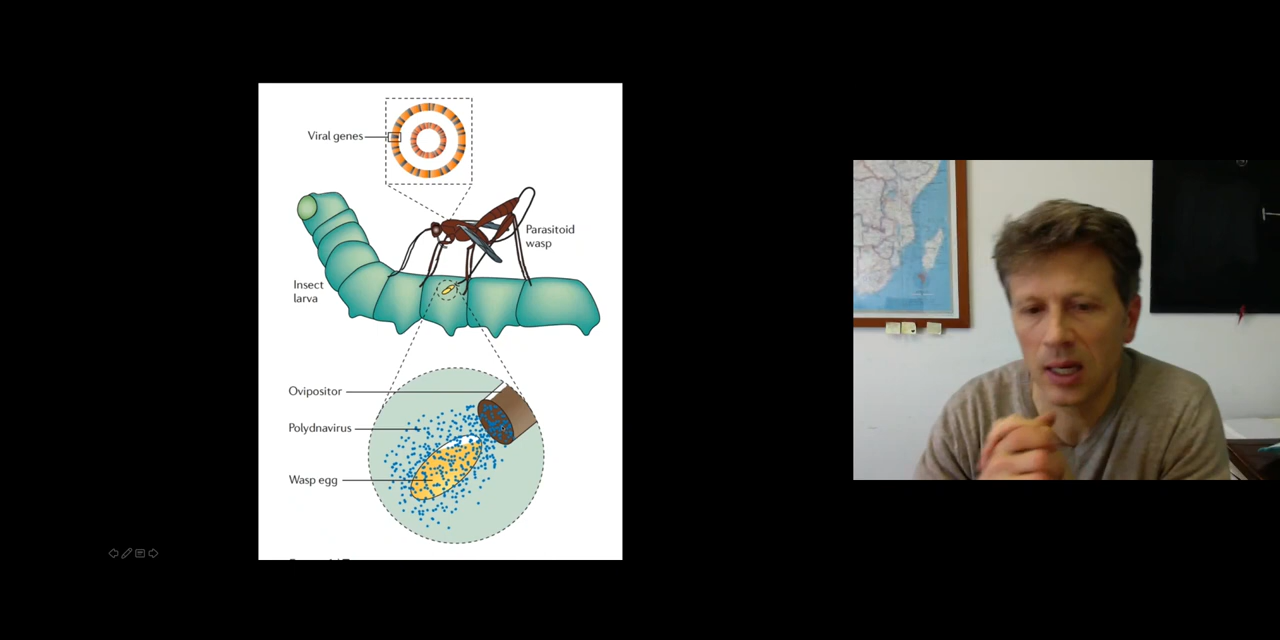 Viral genes
Parasitoid
wasp
Insect
larva
Ovipositor
Polydnavirus
Wasp egg